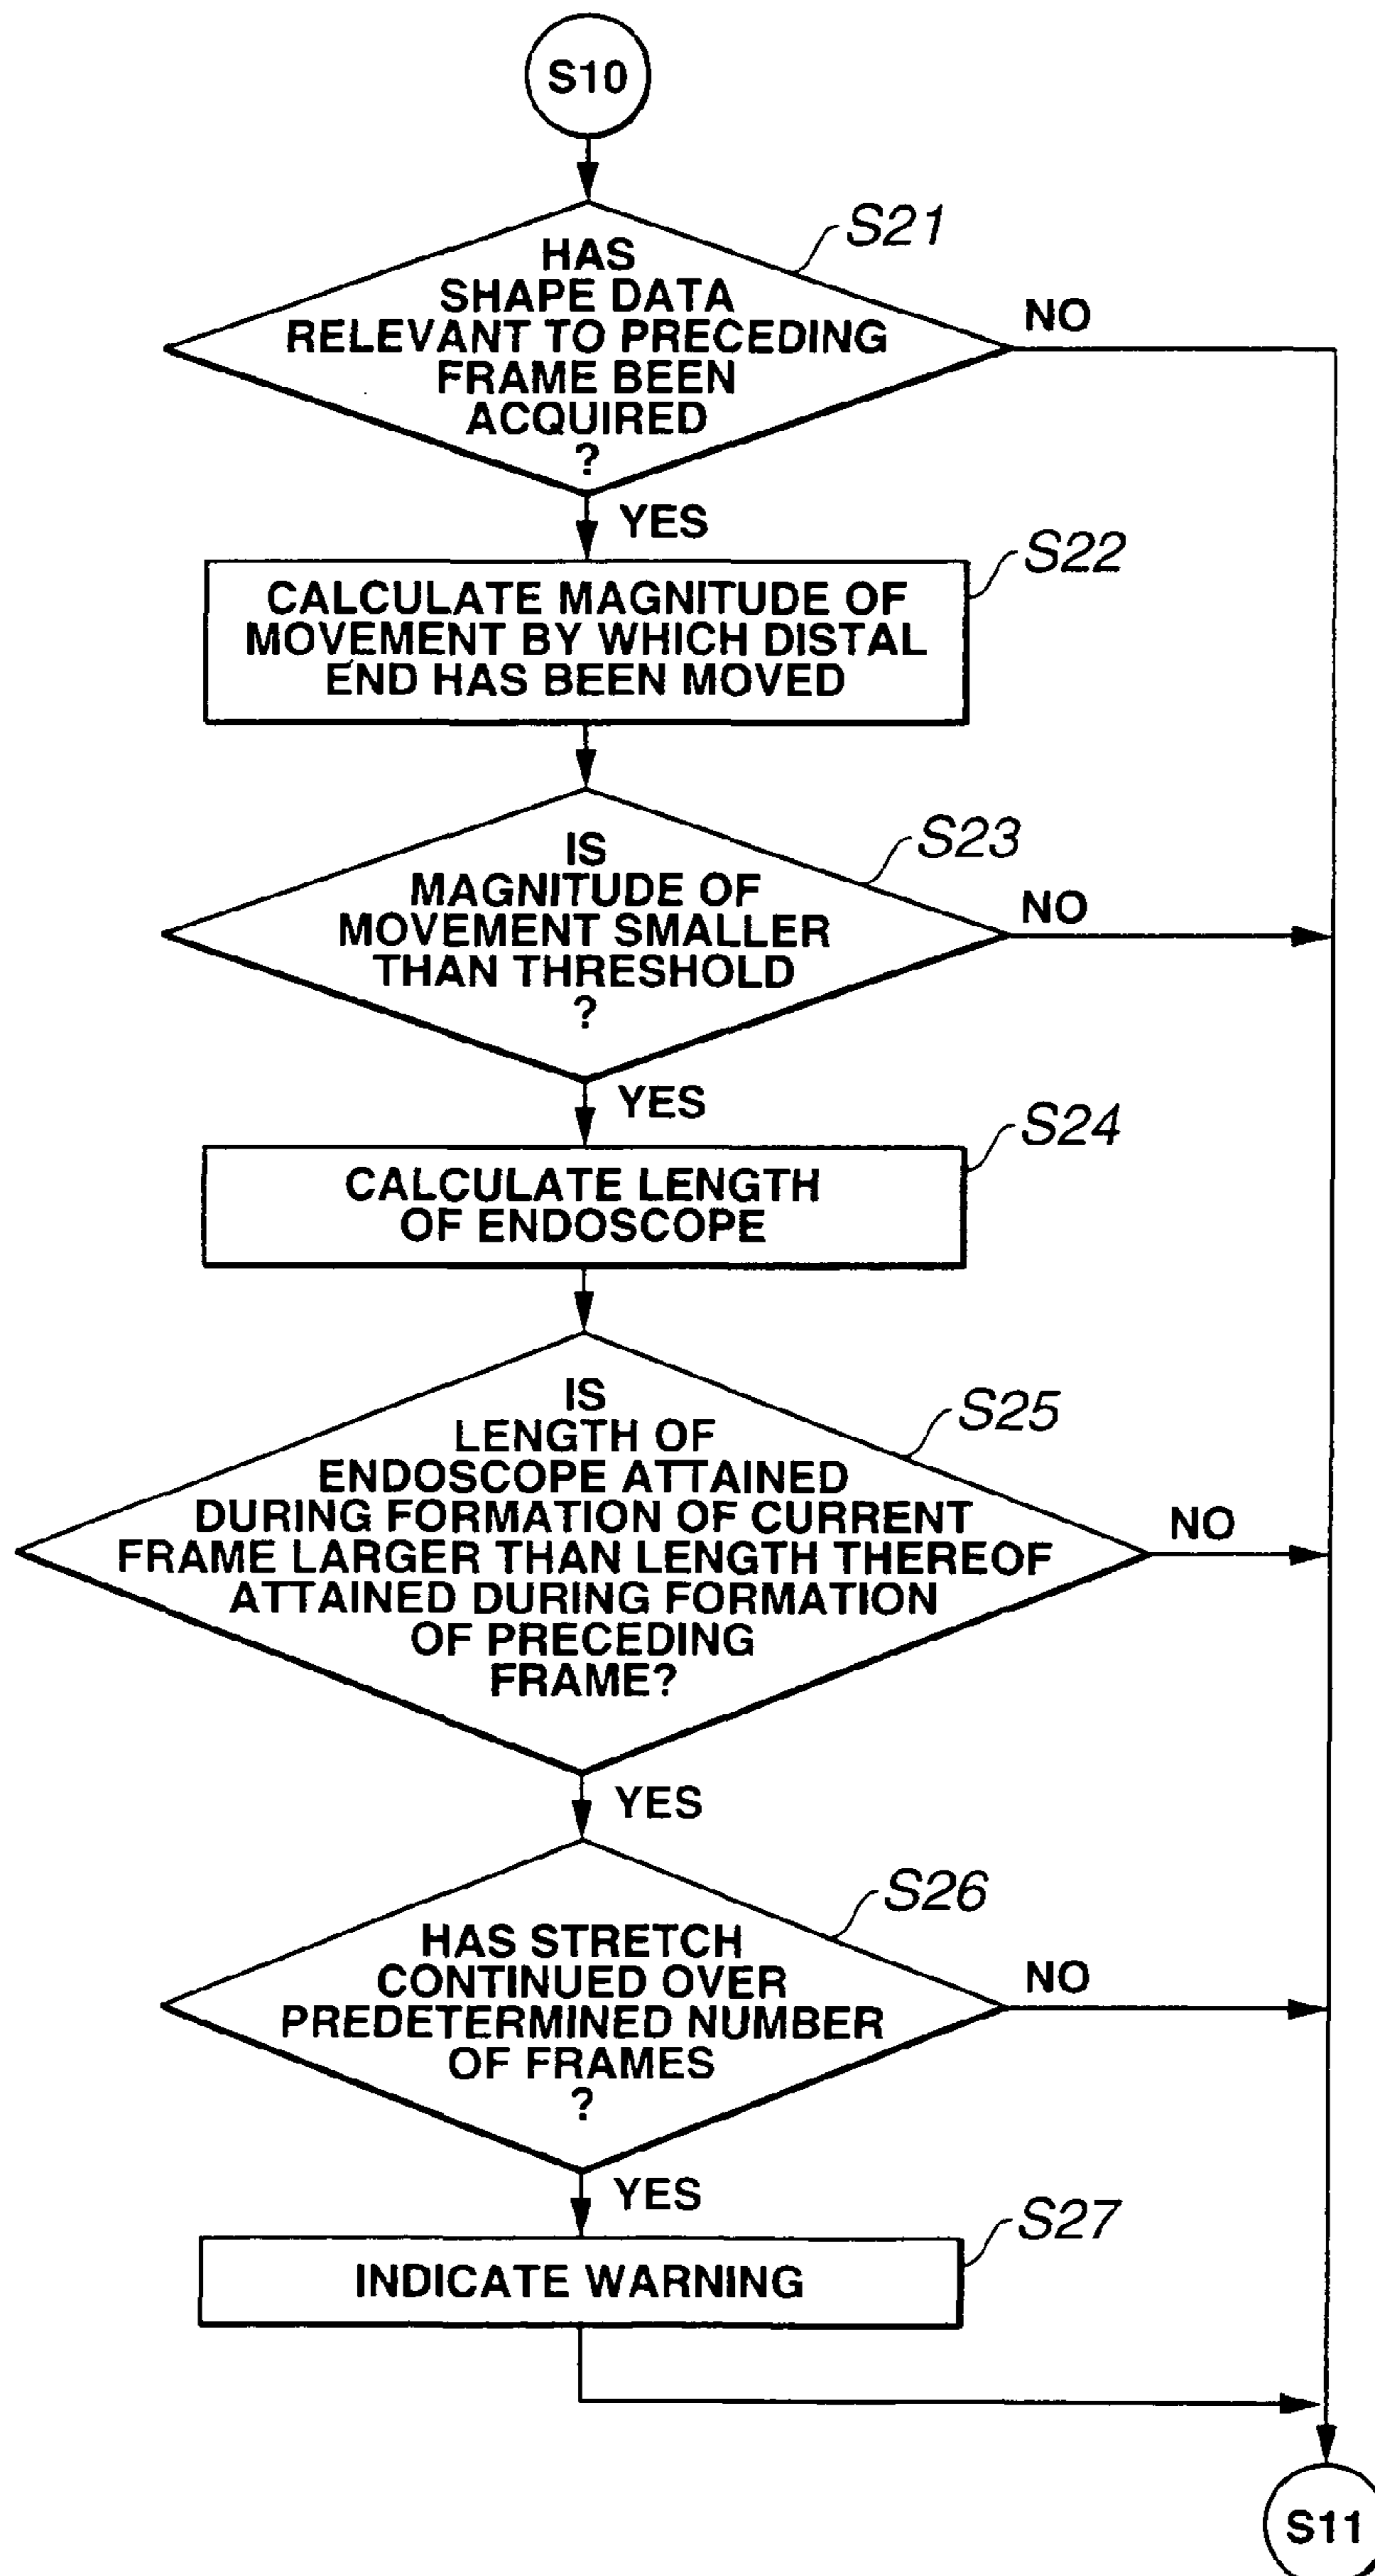 S10
S21
HAS
SHAPE DATA
RELEVANT TO PRECEDING
FRAME BEEN
ACQUIRED
?
NO
YES
S22
CALCULATE MAGNITUDE OF
MOVEMENT BY WHICH DISTAL
END HAS BEEN MOVED
S23
IS
MAGNITUDE OF
MOVEMENT SMALLER
THAN THRESHOLD
?
NO
YES
S24
CALCULATE LENGTH
OF ENDOSCOPE
S25
IS
LENGTH OF
ENDOSCOPE ATTAINED
DURING FORMATION OF CURRENT
FRAME LARGER THAN LENGTH THEREOF
ATTAINED DURING FORMATION
OF PRECEDING
FRAME?
NO
YES
S26
HAS STRETCH
CONTINUED OVER
PREDETERMINED NUMBER
OF FRAMES
?
NO
YES
S27
INDICATE WARNING
S11